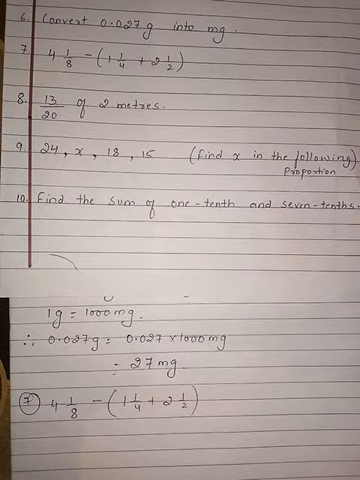 6. Convert 0.027g into mg.
7 4 1/8 - (1 1/4 + 2 1/2)
8. 13/20 of 2 metres.
9. 24, x, 18, 15 (find x in the following)
Proportion
10. Find the sum of one-tenth and seven-tenths.
1g = 1000mg.
∴ 0.027g = 0.027 × 1000mg
= 27mg.
7 4 1/8 - (1 1/4 + 2 1/2)